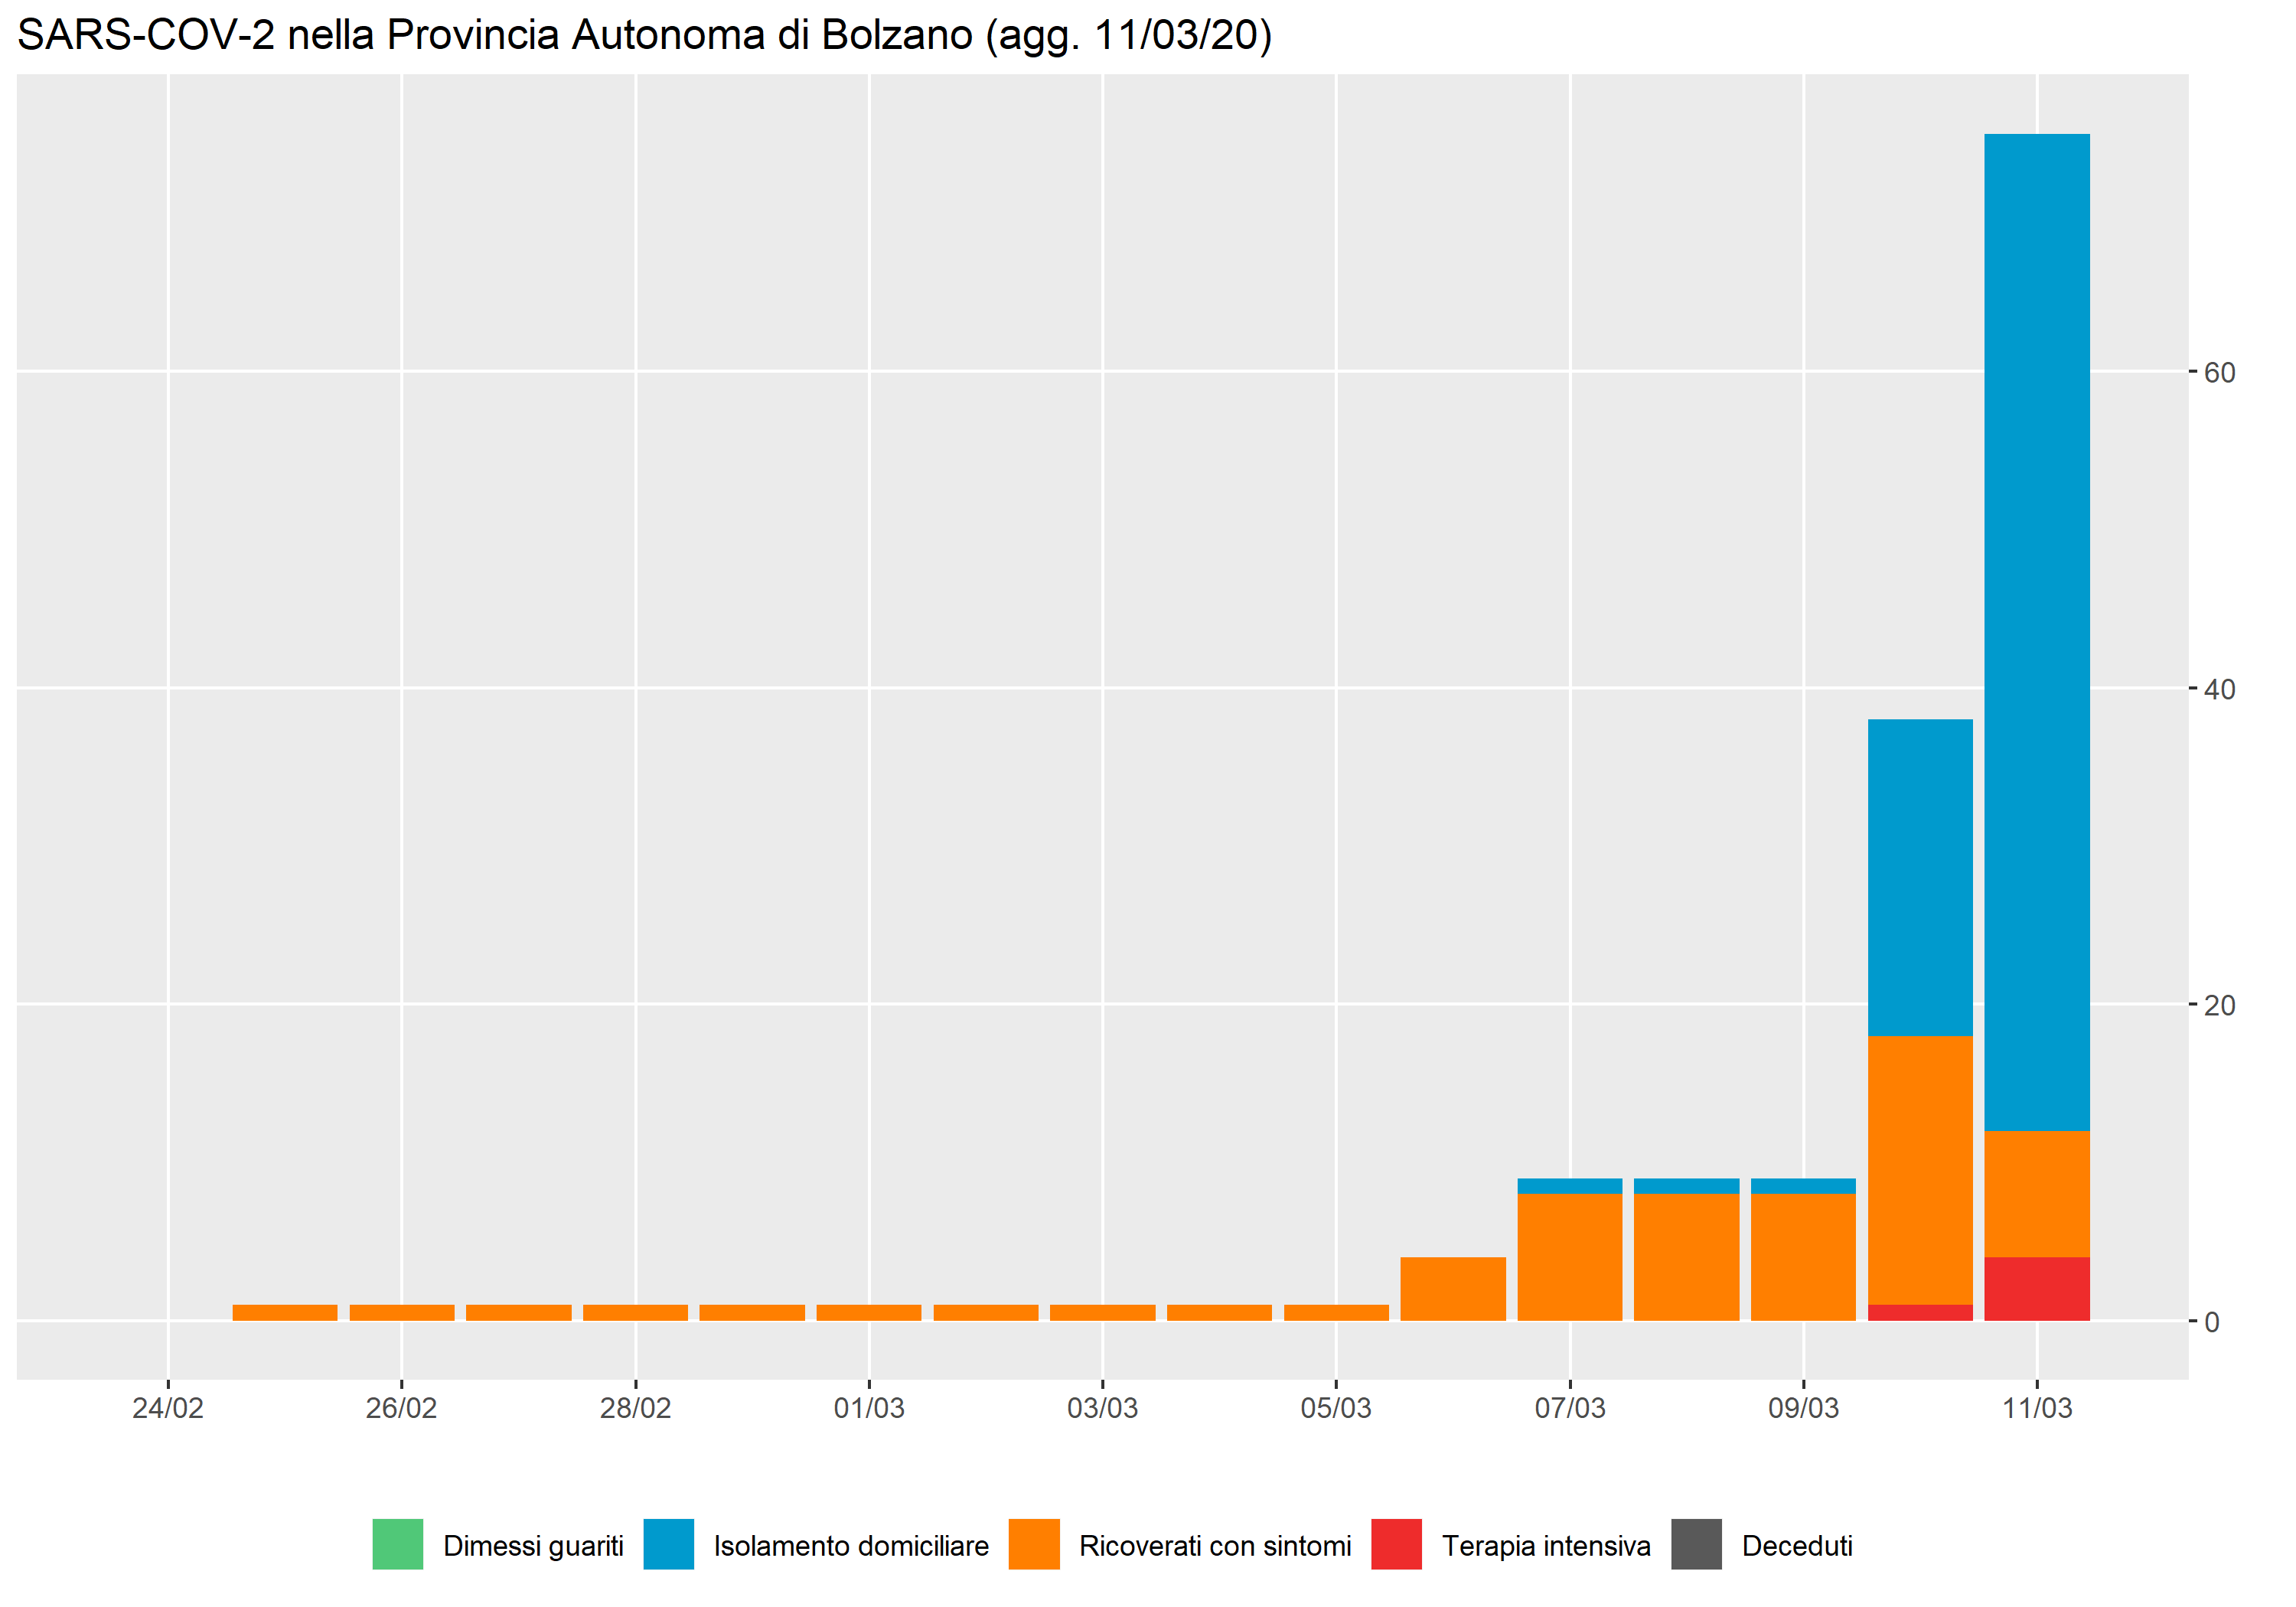 SARS-COV-2 nella Provincia Autonoma di Bolzano (agg. 11/03/20)
60
40
20
0
24/02 26/02 28/02 01/03 03/03 05/03 07/03 09/03 11/03
Dimessi guariti Isolamento domiciliare Ricoverati con sintomi Terapia intensiva Deceduti